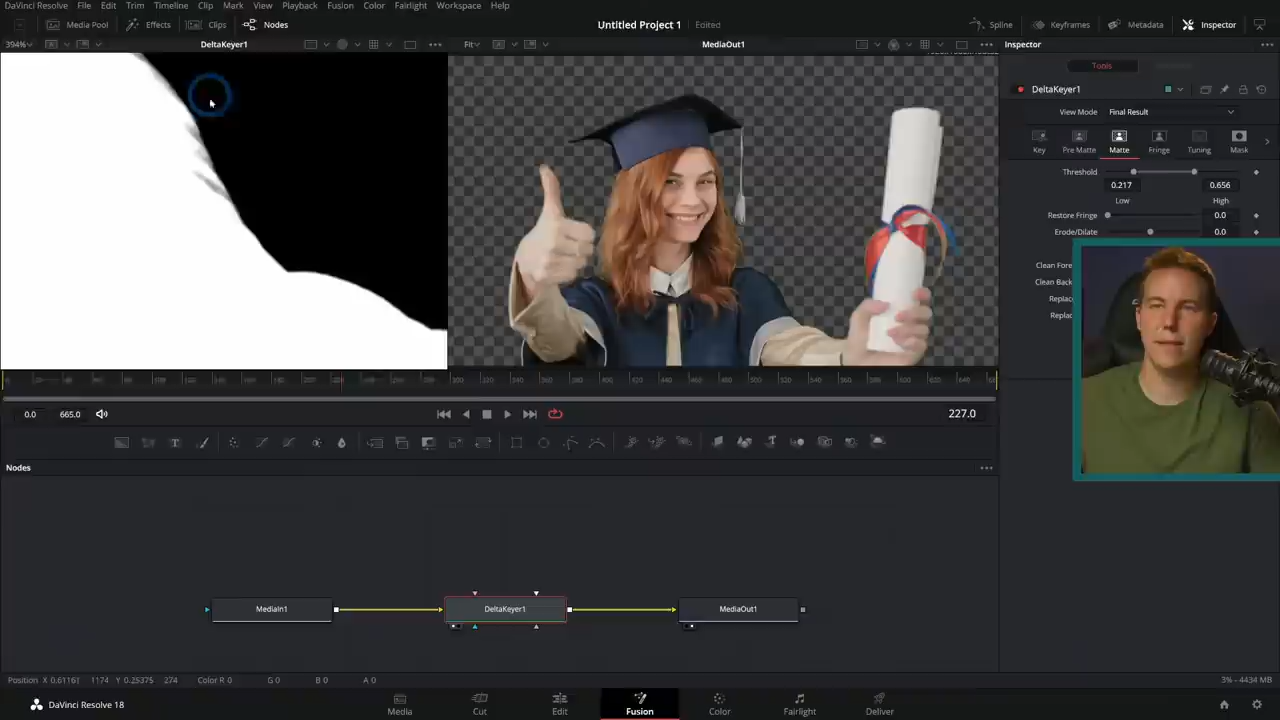 DaVinci Resolve File Edit Trim Timeline Clip Mark View Playback Fusion Color Fairlight Workspace Help
Media Pool Effects Clips Nodes Untitled Project 1 Edited Spline Keyframes Metadata Inspector
394% DeltaKeyer1 Fit MediaOut1 Inspector
Tools
DeltaKeyer1
View Mode Final Result
Key Pre Matte Matte Fringe Tuning Mask
Threshold
0.217 0.656
Low High
Restore Fringe 0.0
Erode/Dilate 0.0
Clean Fore
Clean Back
Replace
Replac
0.0 665.0 227.0
Nodes
MediaIn1 DeltaKeyer1 MediaOut1
Position X 0.61161 1174 Y 0.25375 274 Color R 0 G 0 B 0 A 0 3% - 4434 MB
DaVinci Resolve 18 Media Cut Edit Fusion Color Fairlight Deliver